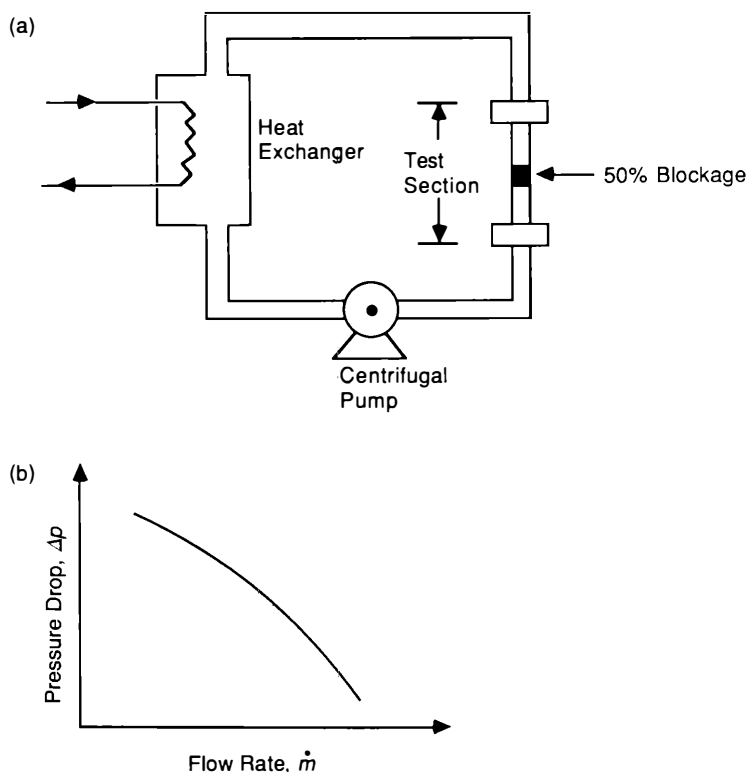 (a)
Heat
Exchanger
Test
Section
50% Blockage
Centrifugal
Pump
(b)
Pressure Drop, Δp
Flow Rate, ṁ